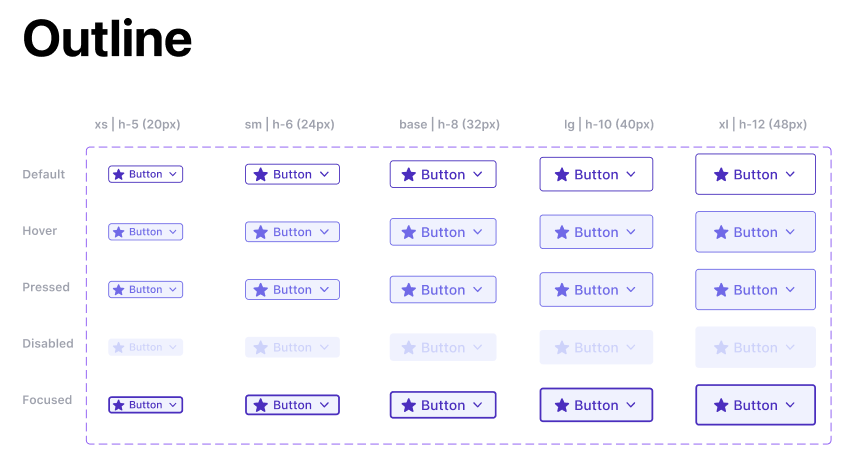 Outline
xs | h-5 (20px) sm | h-6 (24px) base | h-8 (32px) lg | h-10 (40px) xl | h-12 (48px)
Default Button Button Button Button Button
Hover Button Button Button Button Button
Pressed Button Button Button Button Button
Disabled Button Button Button Button Button
Focused Button Button Button Button Button